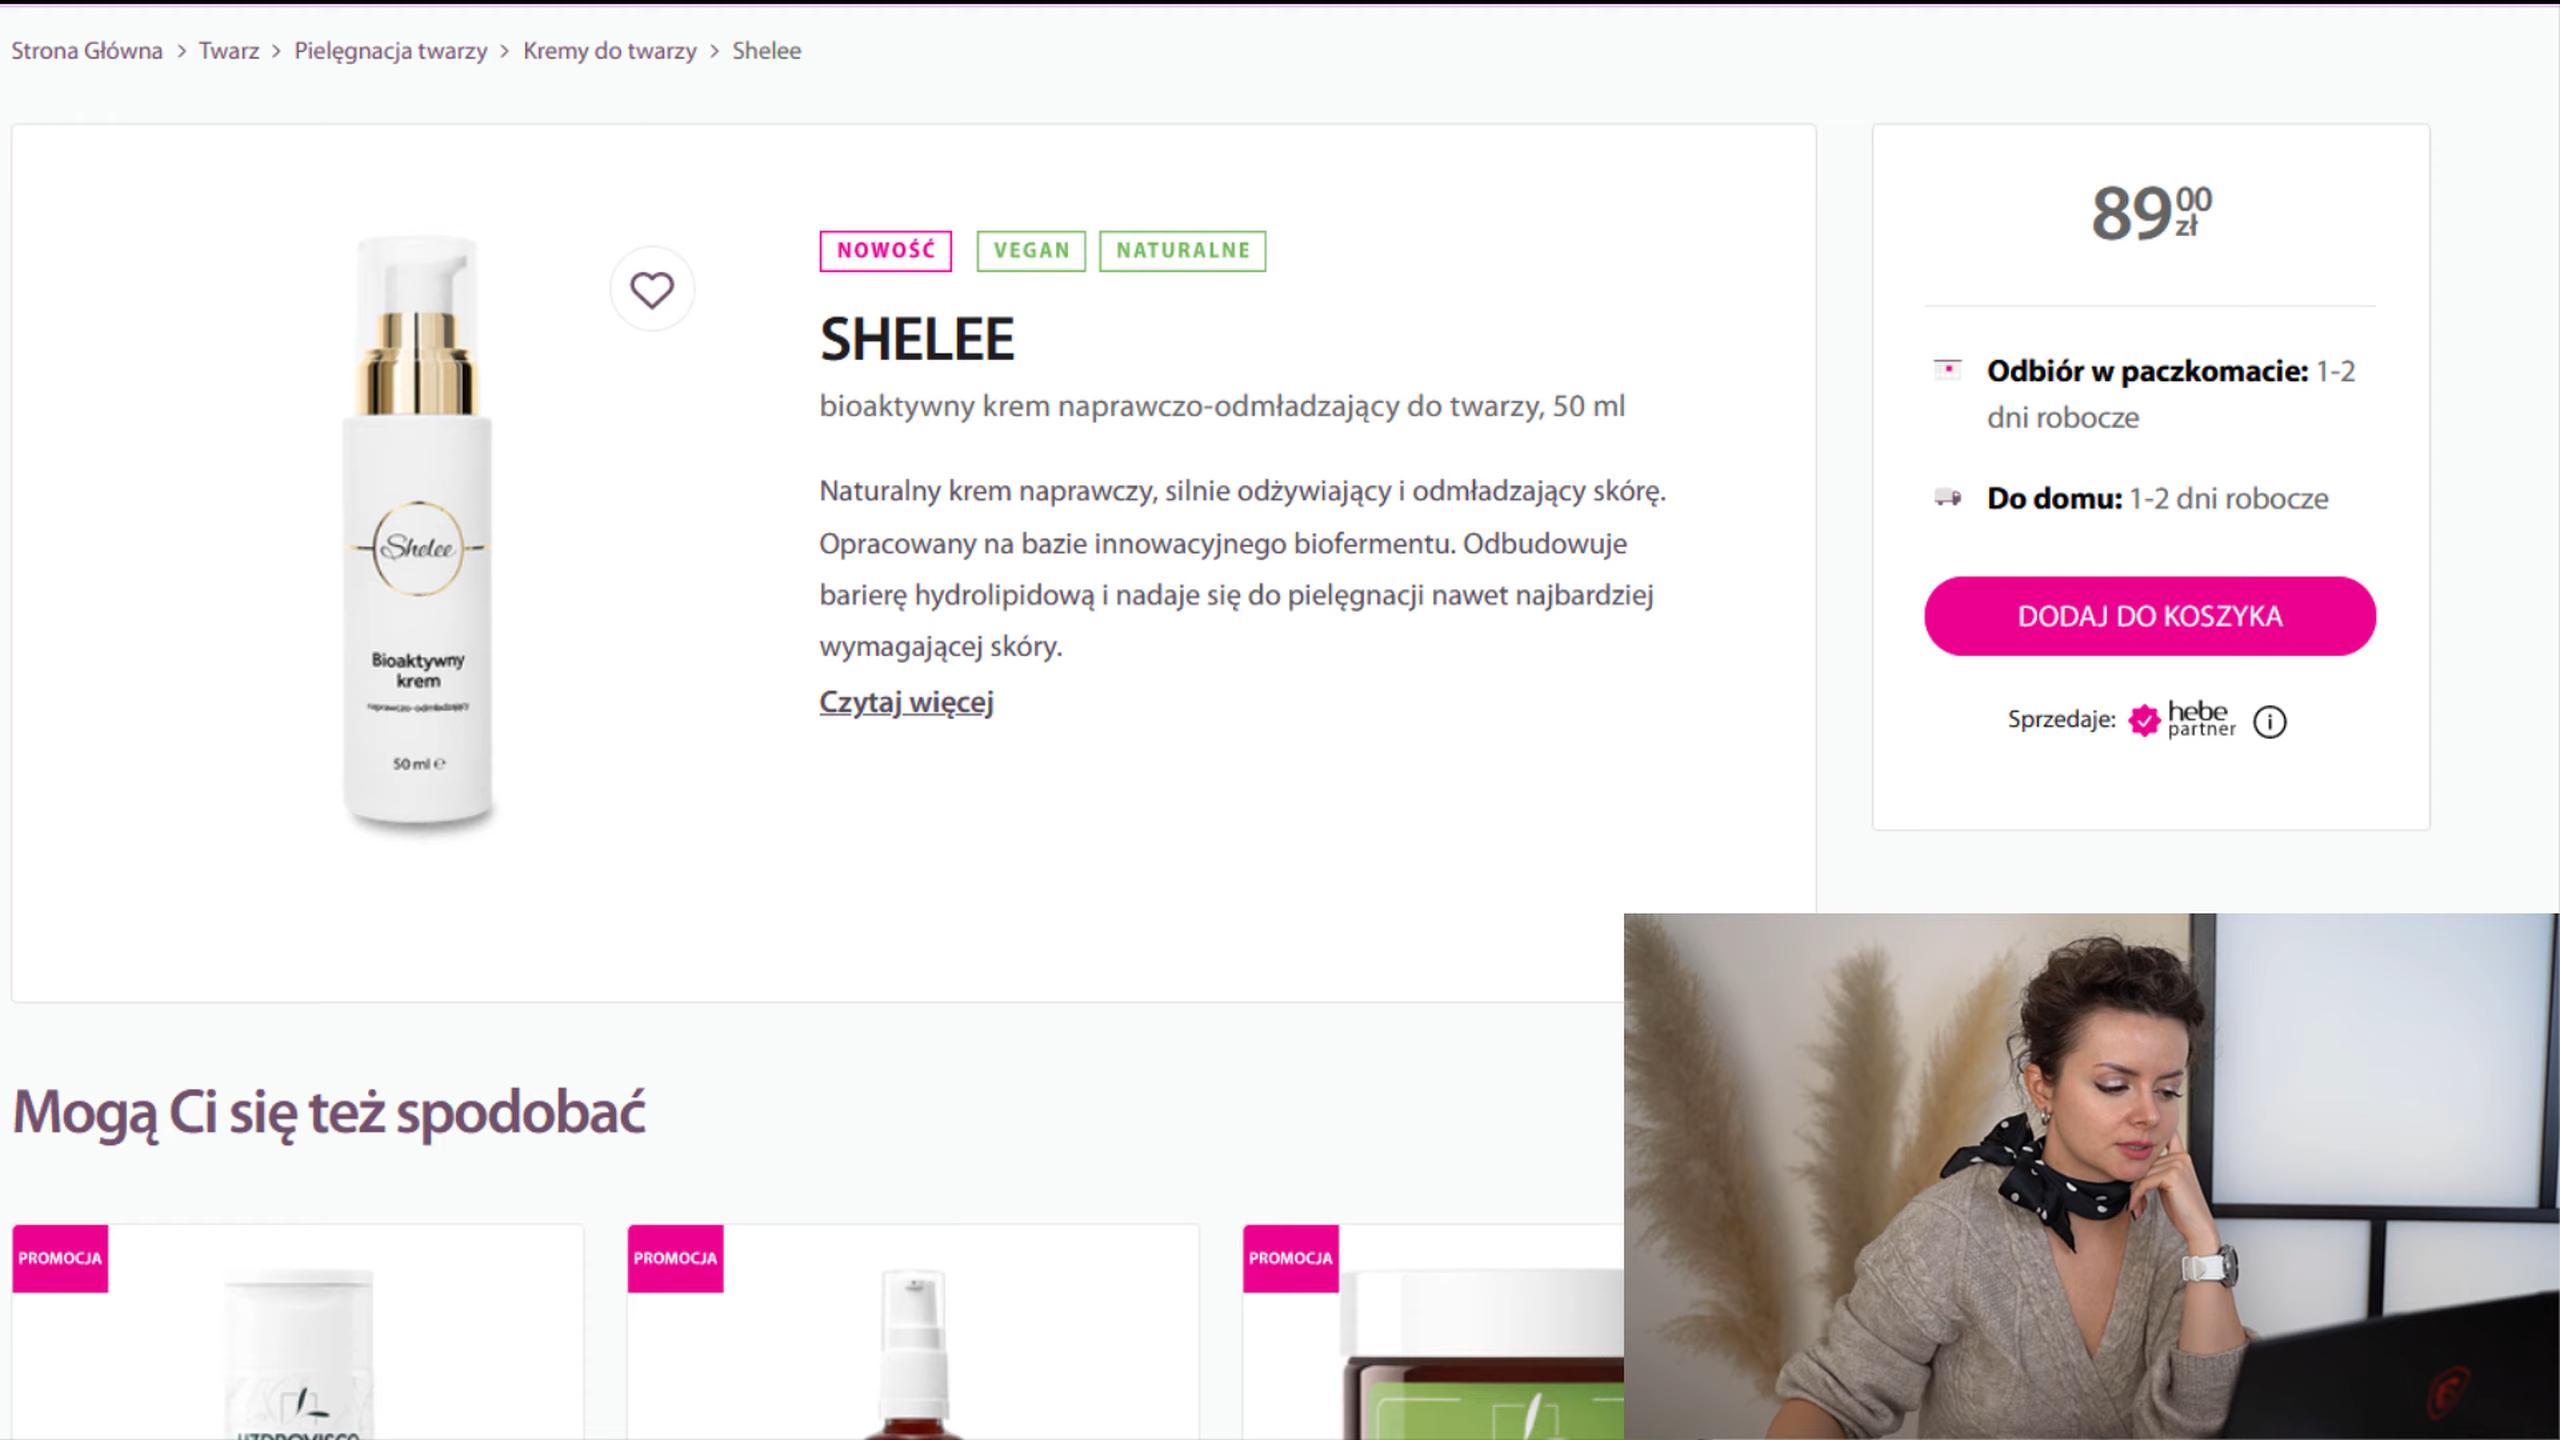 Strona Główna > Twarz > Pielęgnacja twarzy > Kremy do twarzy > Shelee
NOWOŚĆ VEGAN NATURALNE
SHELEE
bioaktywny krem naprawczo-odmładzający do twarzy, 50 ml
Naturalny krem naprawczy, silnie odżywiający i odmładzający skórę.
Opracowany na bazie innowacyjnego biofermentu. Odbudowuje
barierę hydrolipidową i nadaje się do pielęgnacji nawet najbardziej
wymagającej skóry.
Czytaj więcej
Shelee
Bioaktywny
krem
naprawczo-odmładzający
50 ml ℮
89 00 zł
Odbiór w paczkomacie: 1-2
dni robocze
Do domu: 1-2 dni robocze
DODAJ DO KOSZYKA
Sprzedaje: hebe partner
Mogą Ci się też spodobać
PROMOCJA
PROMOCJA
PROMOCJA